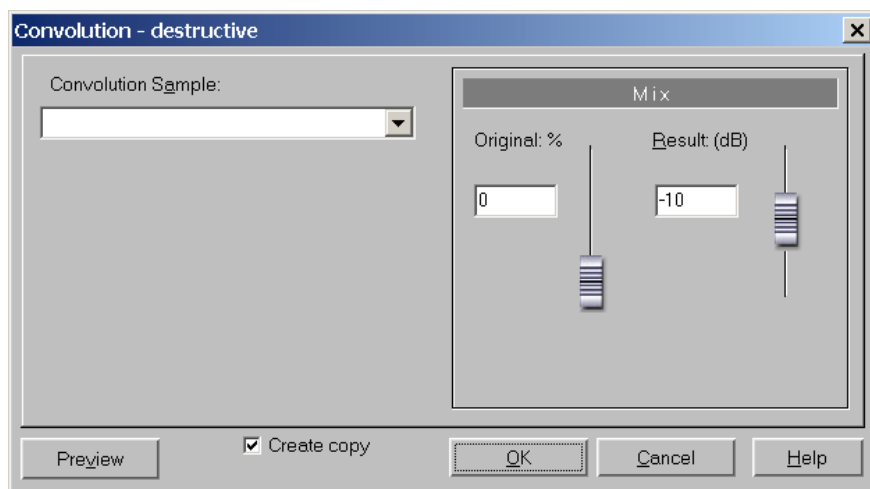 Convolution - destructive
Convolution Sample:
Mix
Original: %
Result: (dB)
0
-10
Preview
Create copy
OK
Cancel
Help